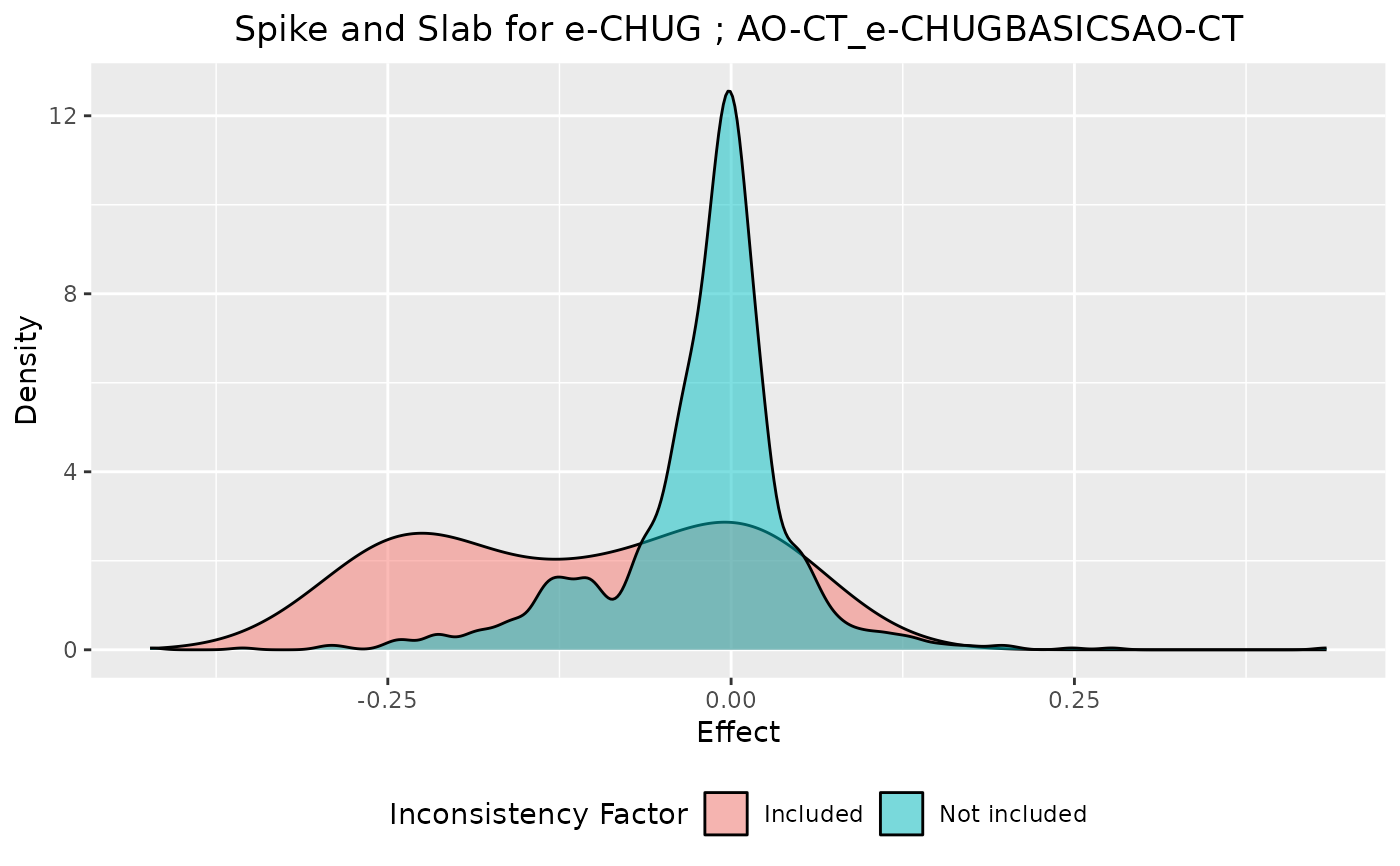 Spike and Slab for e-CHUG ; AO-CT_e-CHUGBASICSAO-CT
12
8
4
0
Density
-0.25 0.00 0.25
Effect
Inconsistency Factor Included Not included